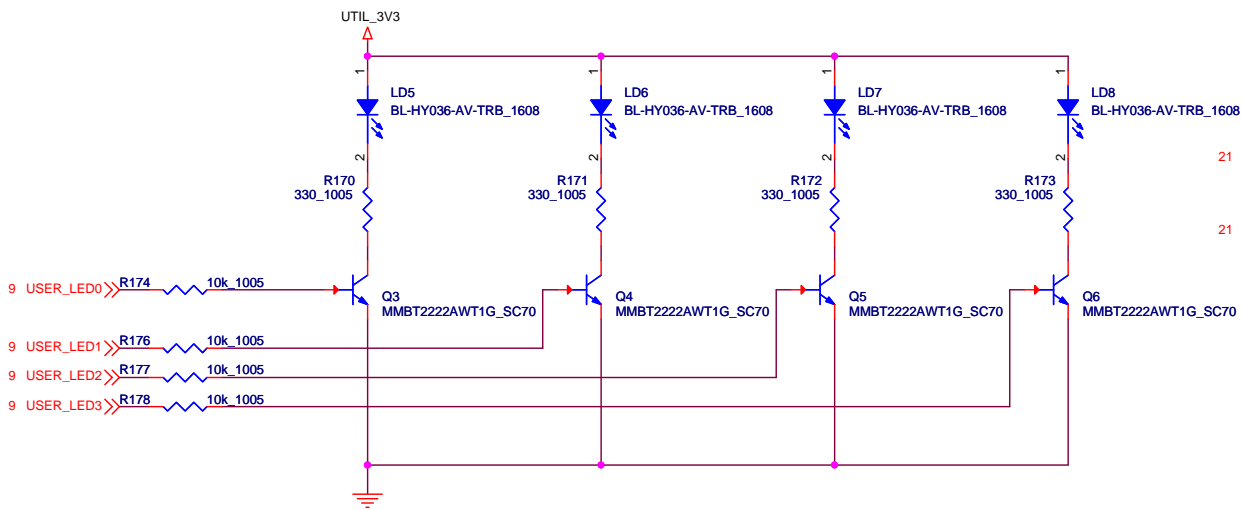 UTIL_3V3
1 1 1 1
LD5 LD6 LD7 LD8
BL-HY036-AV-TRB_1608 BL-HY036-AV-TRB_1608 BL-HY036-AV-TRB_1608 BL-HY036-AV-TRB_1608
2 2 2 2 21
R170 R171 R172 R173
330_1005 330_1005 330_1005 330_1005
21
9 USER_LED0 R174 10k_1005
Q3 Q4 Q5 Q6
MMBT2222AWT1G_SC70 MMBT2222AWT1G_SC70 MMBT2222AWT1G_SC70 MMBT2222AWT1G_SC70
9 USER_LED1 R176 10k_1005
9 USER_LED2 R177 10k_1005
9 USER_LED3 R178 10k_1005